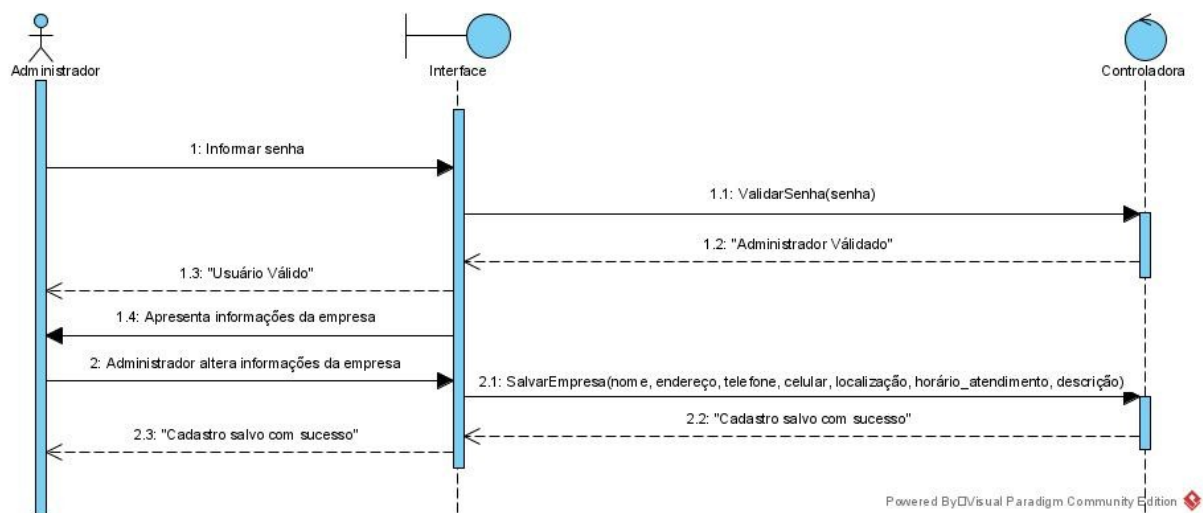 Administrador
Interface
Controladora
1: Informar senha
1.1: ValidarSenha(senha)
1.2: "Administrador Válidado"
1.3: "Usuário Válido"
1.4: Apresenta informações da empresa
2: Administrador altera informações da empresa
2.1: SalvarEmpresa(nome, endereço, telefone, celular, localização, horário_atendimento, descrição)
2.2: "Cadastro salvo com sucesso"
2.3: "Cadastro salvo com sucesso"
Powered By Visual Paradigm Community Edition